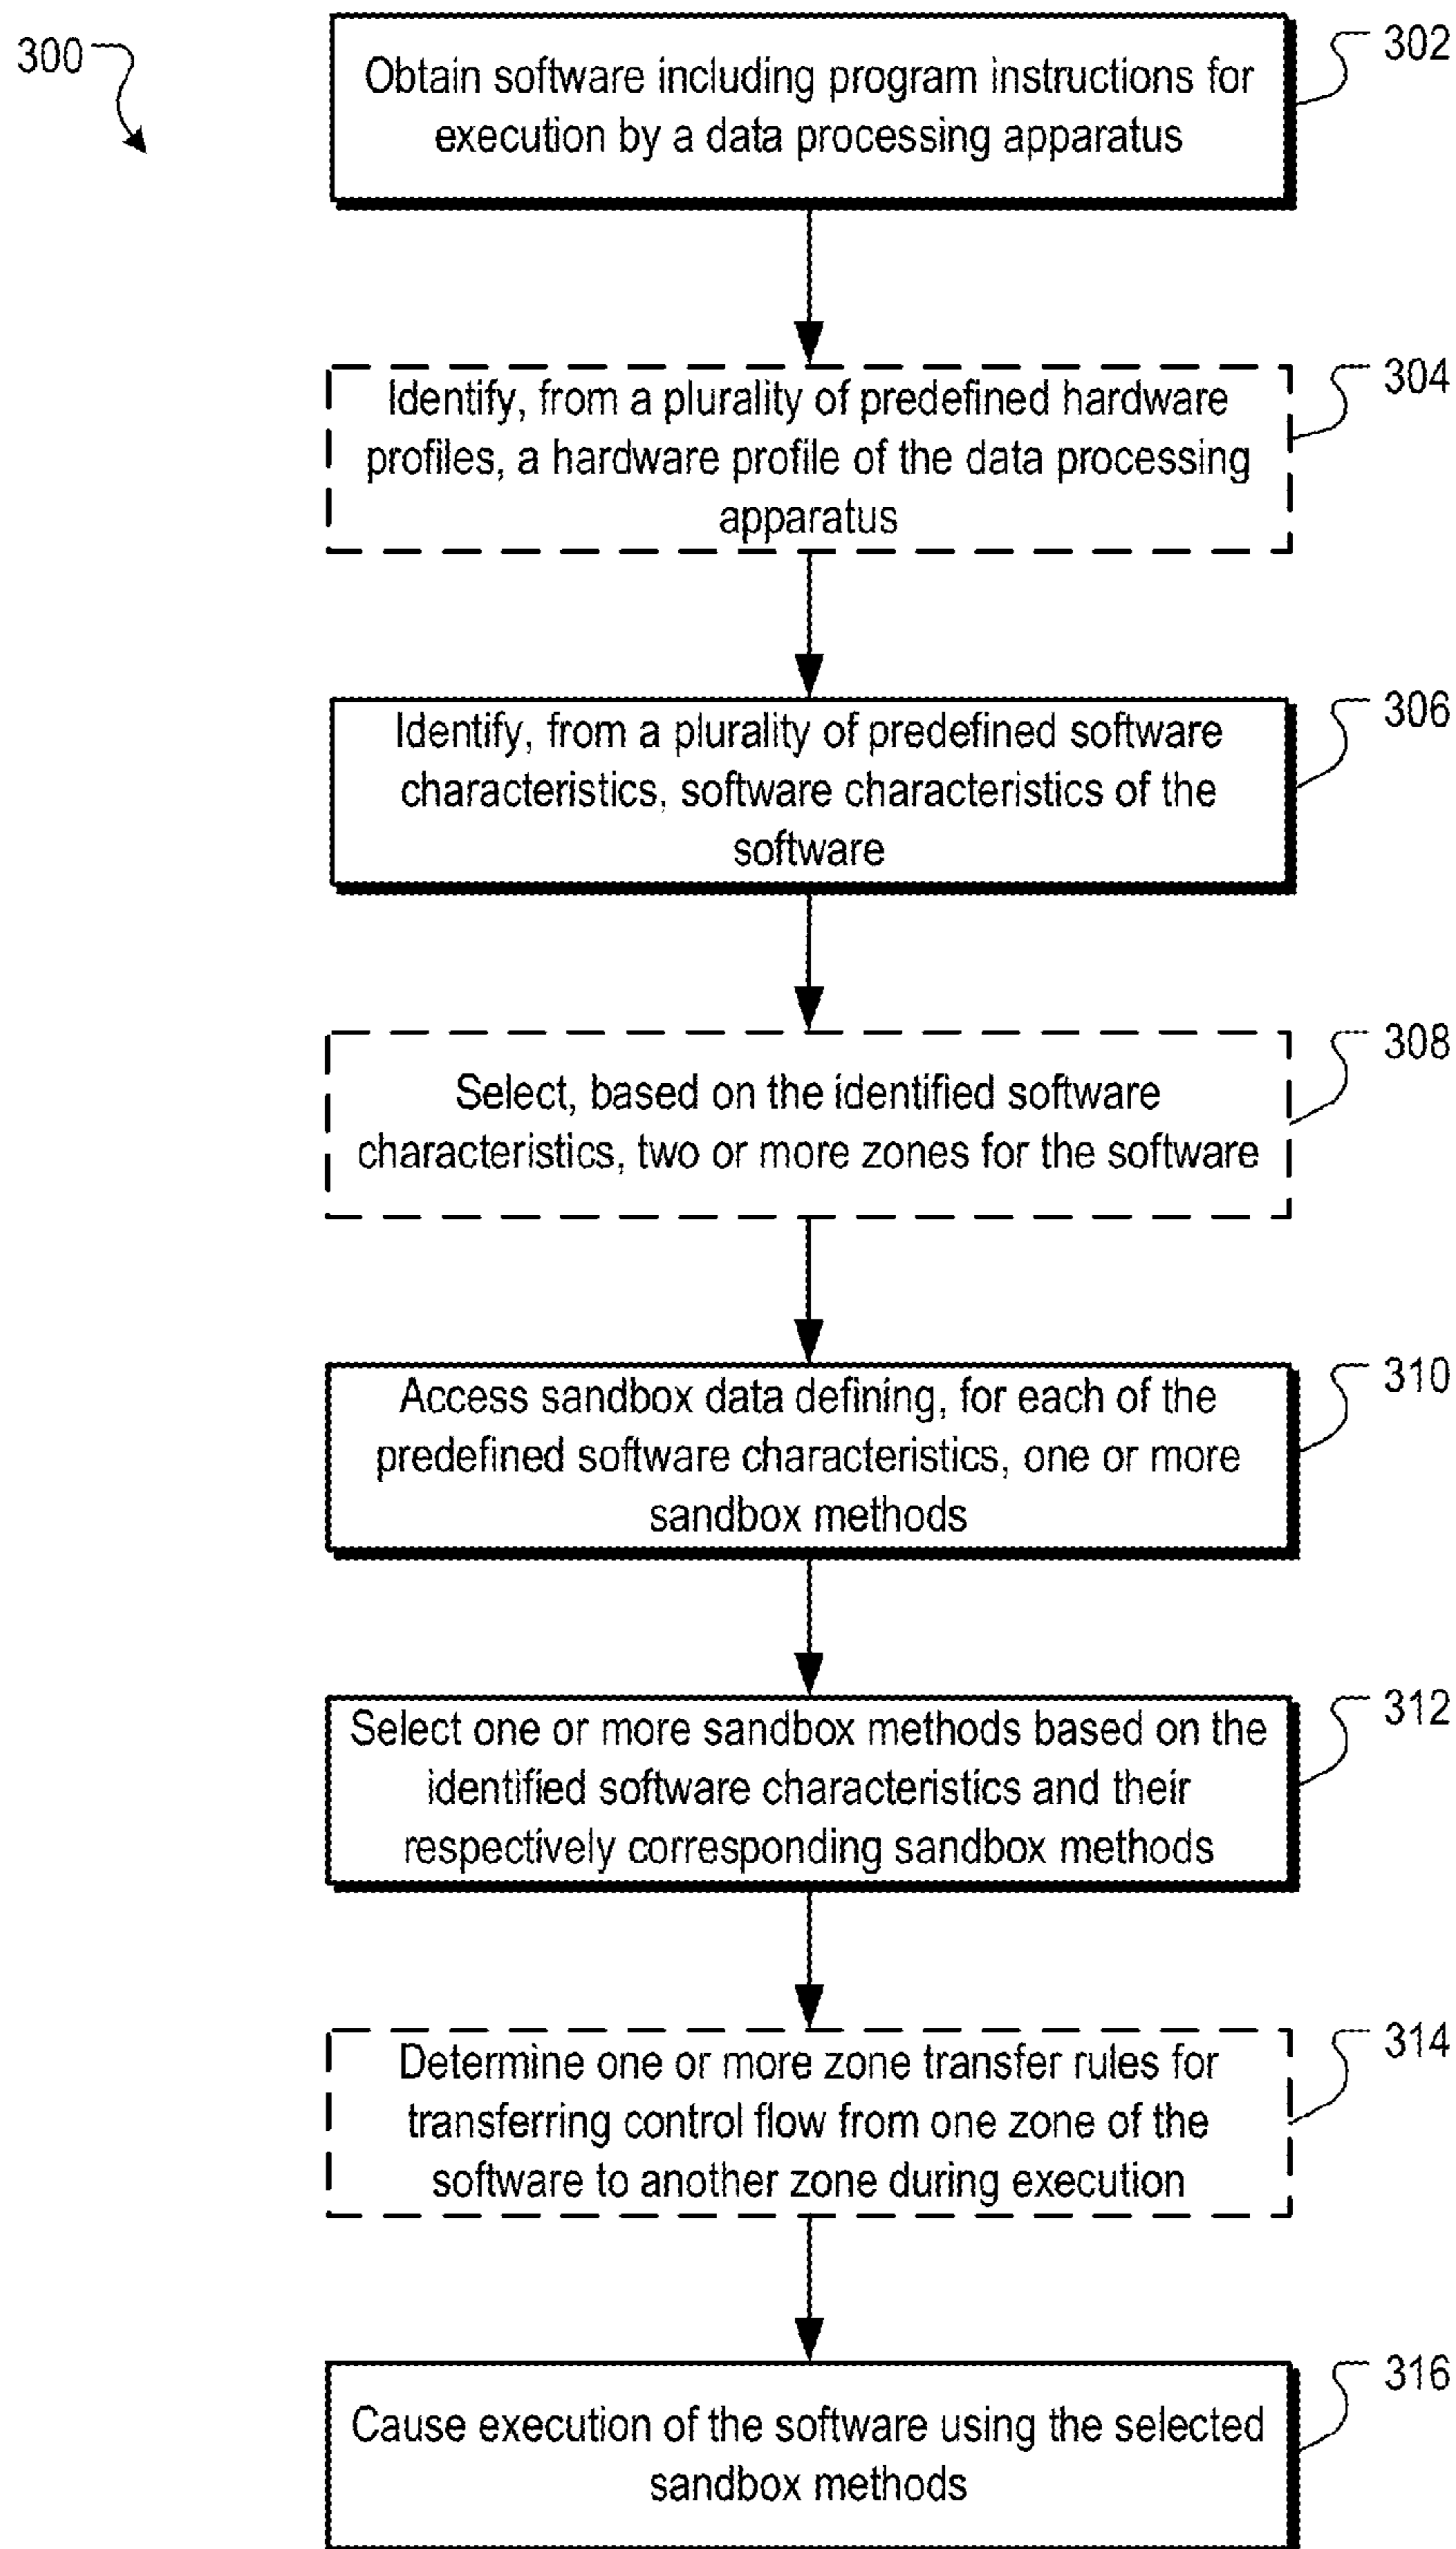 300
302
Obtain software including program instructions for
execution by a data processing apparatus
304
Identify, from a plurality of predefined hardware
profiles, a hardware profile of the data processing
apparatus
306
Identify, from a plurality of predefined software
characteristics, software characteristics of the
software
308
Select, based on the identified software
characteristics, two or more zones for the software
310
Access sandbox data defining, for each of the
predefined software characteristics, one or more
sandbox methods
312
Select one or more sandbox methods based on the
identified software characteristics and their
respectively corresponding sandbox methods
314
Determine one or more zone transfer rules for
transferring control flow from one zone of the
software to another zone during execution
316
Cause execution of the software using the selected
sandbox methods